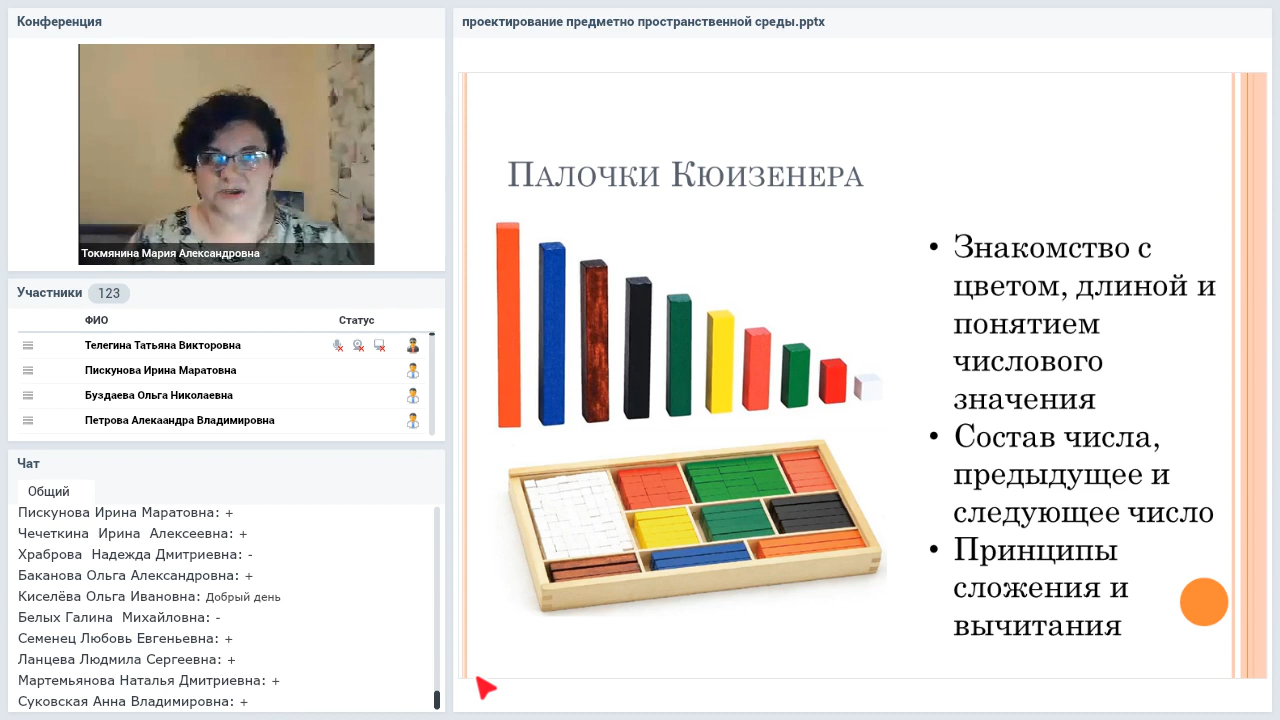 Конференция
Токмянина Мария Александровна
Участники 123
ФИО Статус
Телегина Татьяна Викторовна
Пискунова Ирина Маратовна
Буздаева Ольга Николаевна
Петрова Алекаандра Владимировна
Чат
Общий
Пискунова Ирина Маратовна: +
Чечеткина Ирина Алексеевна: +
Храброва Надежда Дмитриевна: -
Баканова Ольга Александровна: +
Киселёва Ольга Ивановна: Добрый день
Белых Галина Михайловна: -
Семенец Любовь Евгеньевна: +
Ланцева Людмила Сергеевна: +
Мартемьянова Наталья Дмитриевна: +
Суковская Анна Владимировна: +
проектирование предметно пространственной среды.pptx
Палочки Кюизенера
• Знакомство с
цветом, длиной и
понятием
числового
значения
• Состав числа,
предыдущее и
следующее число
• Принципы
сложения и
вычитания